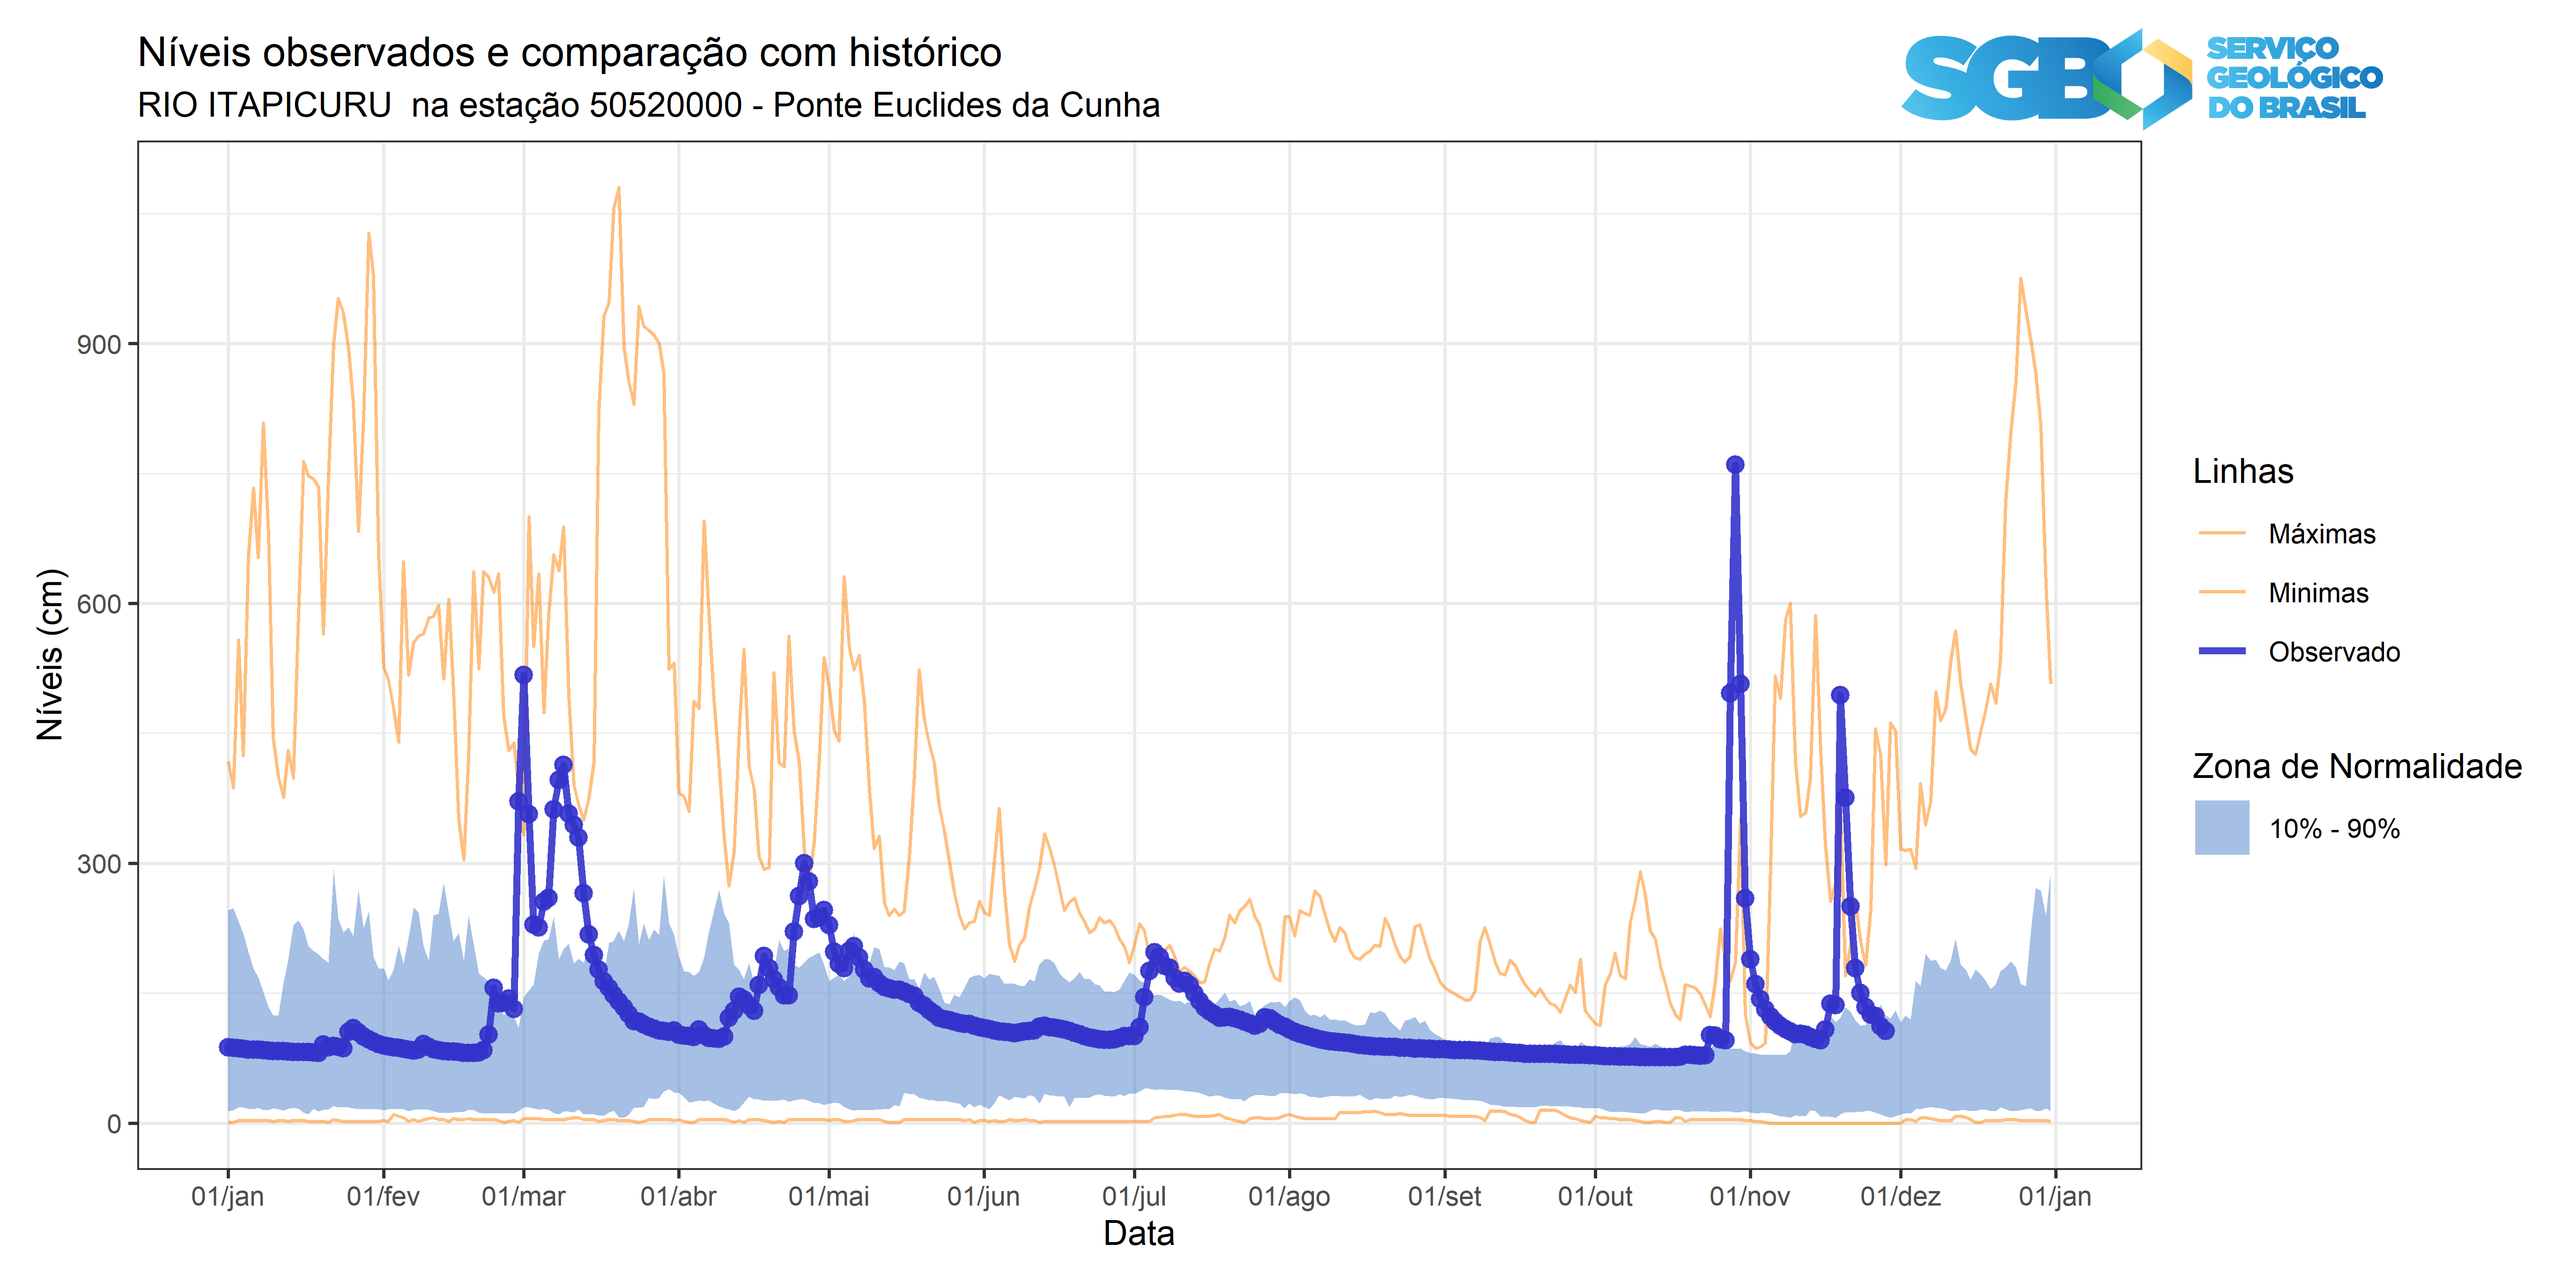 Níveis observados e comparação com histórico
RIO ITAPICURU  na estação 50520000 - Ponte Euclides da Cunha
SGB
SERVIÇO
GEOLÓGICO
DO BRASIL
Níveis (cm)
900
600
300
0
01/jan
01/fev
01/mar
01/abr
01/mai
01/jun
01/jul
01/ago
01/set
01/out
01/nov
01/dez
01/jan
Data
Linhas
Máximas
Minimas
Observado
Zona de Normalidade
10% - 90%